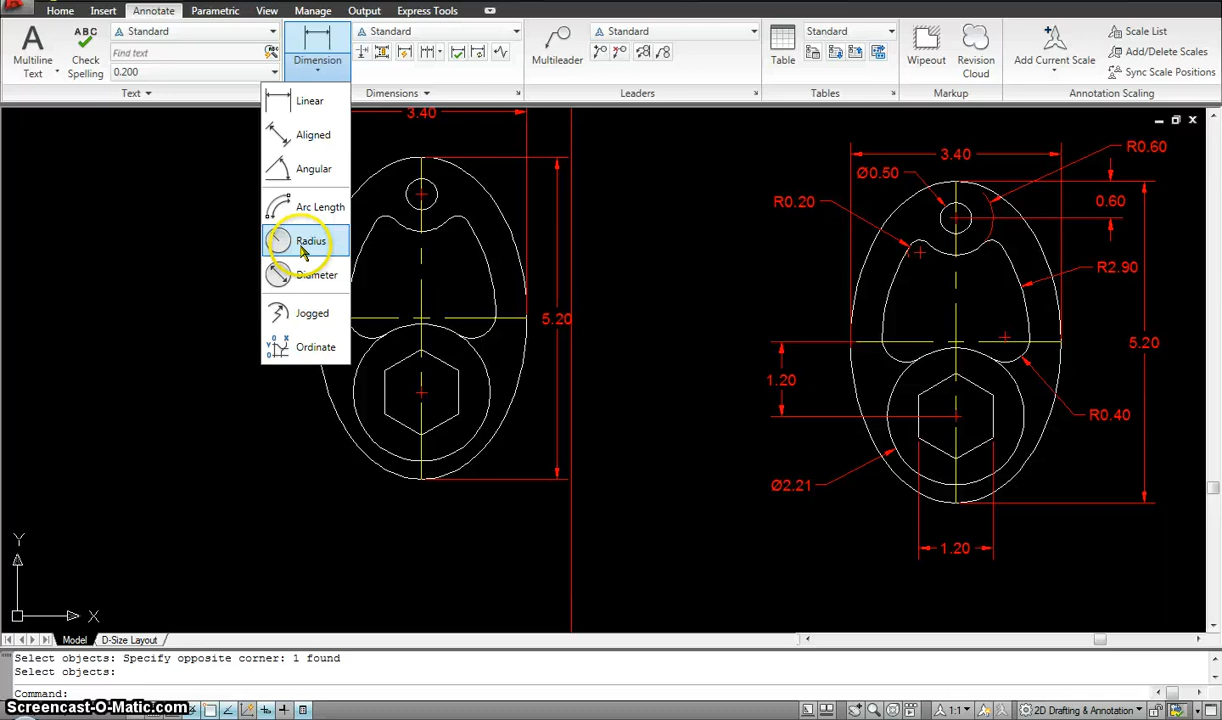 Home Insert Annotate Parametric View Manage Output Express Tools
Standard Standard Standard Standard Scale List
Find text Add/Delete Scales
Multiline Text Check Spelling Dimension Multileader Table Wipeout Revision Cloud Add Current Scale
0.200 Sync Scale Positions
Text Dimensions Leaders Tables Markup Annotation Scaling
Linear
Aligned
Angular
Arc Length
Radius
Diameter
Jogged
Ordinate
3.40
5.20
3.40
R0.60
Ø0.50
R0.20
0.60
R2.90
5.20
1.20
R0.40
Ø2.21
1.20
Y
X
Model D-Size Layout
Select objects: Specify opposite corner: 1 found
Select objects:
Command:
Screencast-O-Matic.com
1:1 2D Drafting & Annotation